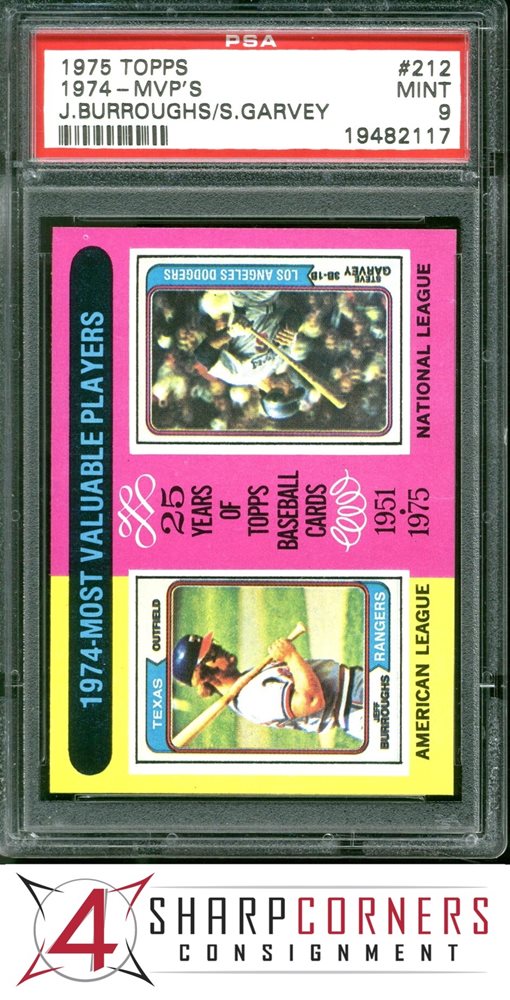 PSA
1975 TOPPS #212
1974-MVP'S MINT
J.BURROUGHS/S.GARVEY 9
19482117
1974-MOST VALUABLE PLAYERS
TEXAS OUTFIELD
JEFF BURROUGHS RANGERS
AMERICAN LEAGUE
25
YEARS
OF
TOPPS
BASEBALL
CARDS
1951
•
1975
STEVE GARVEY 3B-1B
LOS ANGELES DODGERS
NATIONAL LEAGUE
4 SHARPCORNERS
CONSIGNMENT